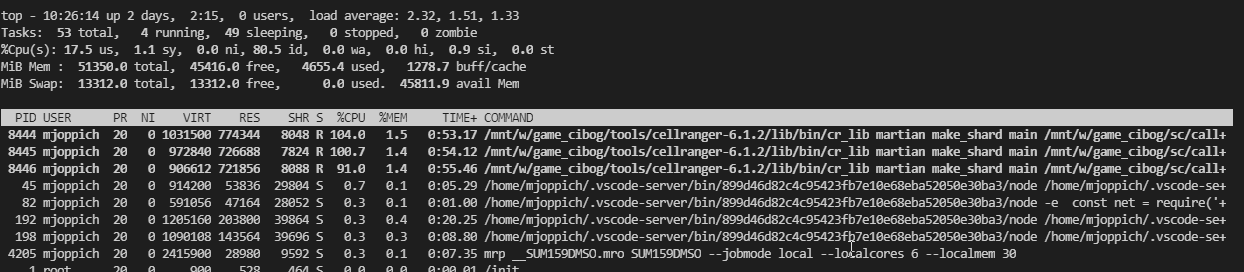 top - 10:26:14 up 2 days,  2:15,  0 users,  load average: 2.32, 1.51, 1.33
Tasks:  53 total,   4 running,  49 sleeping,   0 stopped,   0 zombie
%Cpu(s): 17.5 us,  1.1 sy,  0.0 ni, 80.5 id,  0.0 wa,  0.0 hi,  0.9 si,  0.0 st
MiB Mem :  51350.0 total,  45416.0 free,   4655.4 used,   1278.7 buff/cache
MiB Swap:  13312.0 total,  13312.0 free,      0.0 used.  45811.9 avail Mem
PID USER      PR  NI    VIRT    RES    SHR S  %CPU  %MEM     TIME+ COMMAND
8444 mjoppich  20   0 1031500 774344   8048 R 104.0   1.5   0:53.17 /mnt/w/game_cibog/tools/cellranger-6.1.2/lib/bin/cr_lib martian make_shard main /mnt/w/game_cibog/sc/call+
8445 mjoppich  20   0  972840 726688   7824 R 100.7   1.4   0:54.12 /mnt/w/game_cibog/tools/cellranger-6.1.2/lib/bin/cr_lib martian make_shard main /mnt/w/game_cibog/sc/call+
8446 mjoppich  20   0  906612 721856   8088 R  91.0   1.4   0:55.46 /mnt/w/game_cibog/tools/cellranger-6.1.2/lib/bin/cr_lib martian make_shard main /mnt/w/game_cibog/sc/call+
45 mjoppich  20   0  914200  53836  29804 S   0.7   0.1   0:05.29 /home/mjoppich/.vscode-server/bin/899d46d82c4c95423fb7e10e68eba52050e30ba3/node /home/mjoppich/.vscode-se+
82 mjoppich  20   0  591056  47164  28052 S   0.3   0.1   0:01.00 /home/mjoppich/.vscode-server/bin/899d46d82c4c95423fb7e10e68eba52050e30ba3/node -e  const net = require('+
192 mjoppich  20   0 1205160 203800  39864 S   0.3   0.4   0:20.25 /home/mjoppich/.vscode-server/bin/899d46d82c4c95423fb7e10e68eba52050e30ba3/node /home/mjoppich/.vscode-se+
198 mjoppich  20   0 1090108 143564  39696 S   0.3   0.3   0:08.80 /home/mjoppich/.vscode-server/bin/899d46d82c4c95423fb7e10e68eba52050e30ba3/node /home/mjoppich/.vscode-se+
4205 mjoppich  20   0 2415900  28980   9592 S   0.3   0.1   0:07.35 mrp __SUM159DMSO.mro SUM159DMSO --jobmode local --localcores 6 --localmem 30
1 root      20   0     900    528    464 S   0.0   0.0   0:00.01 /init